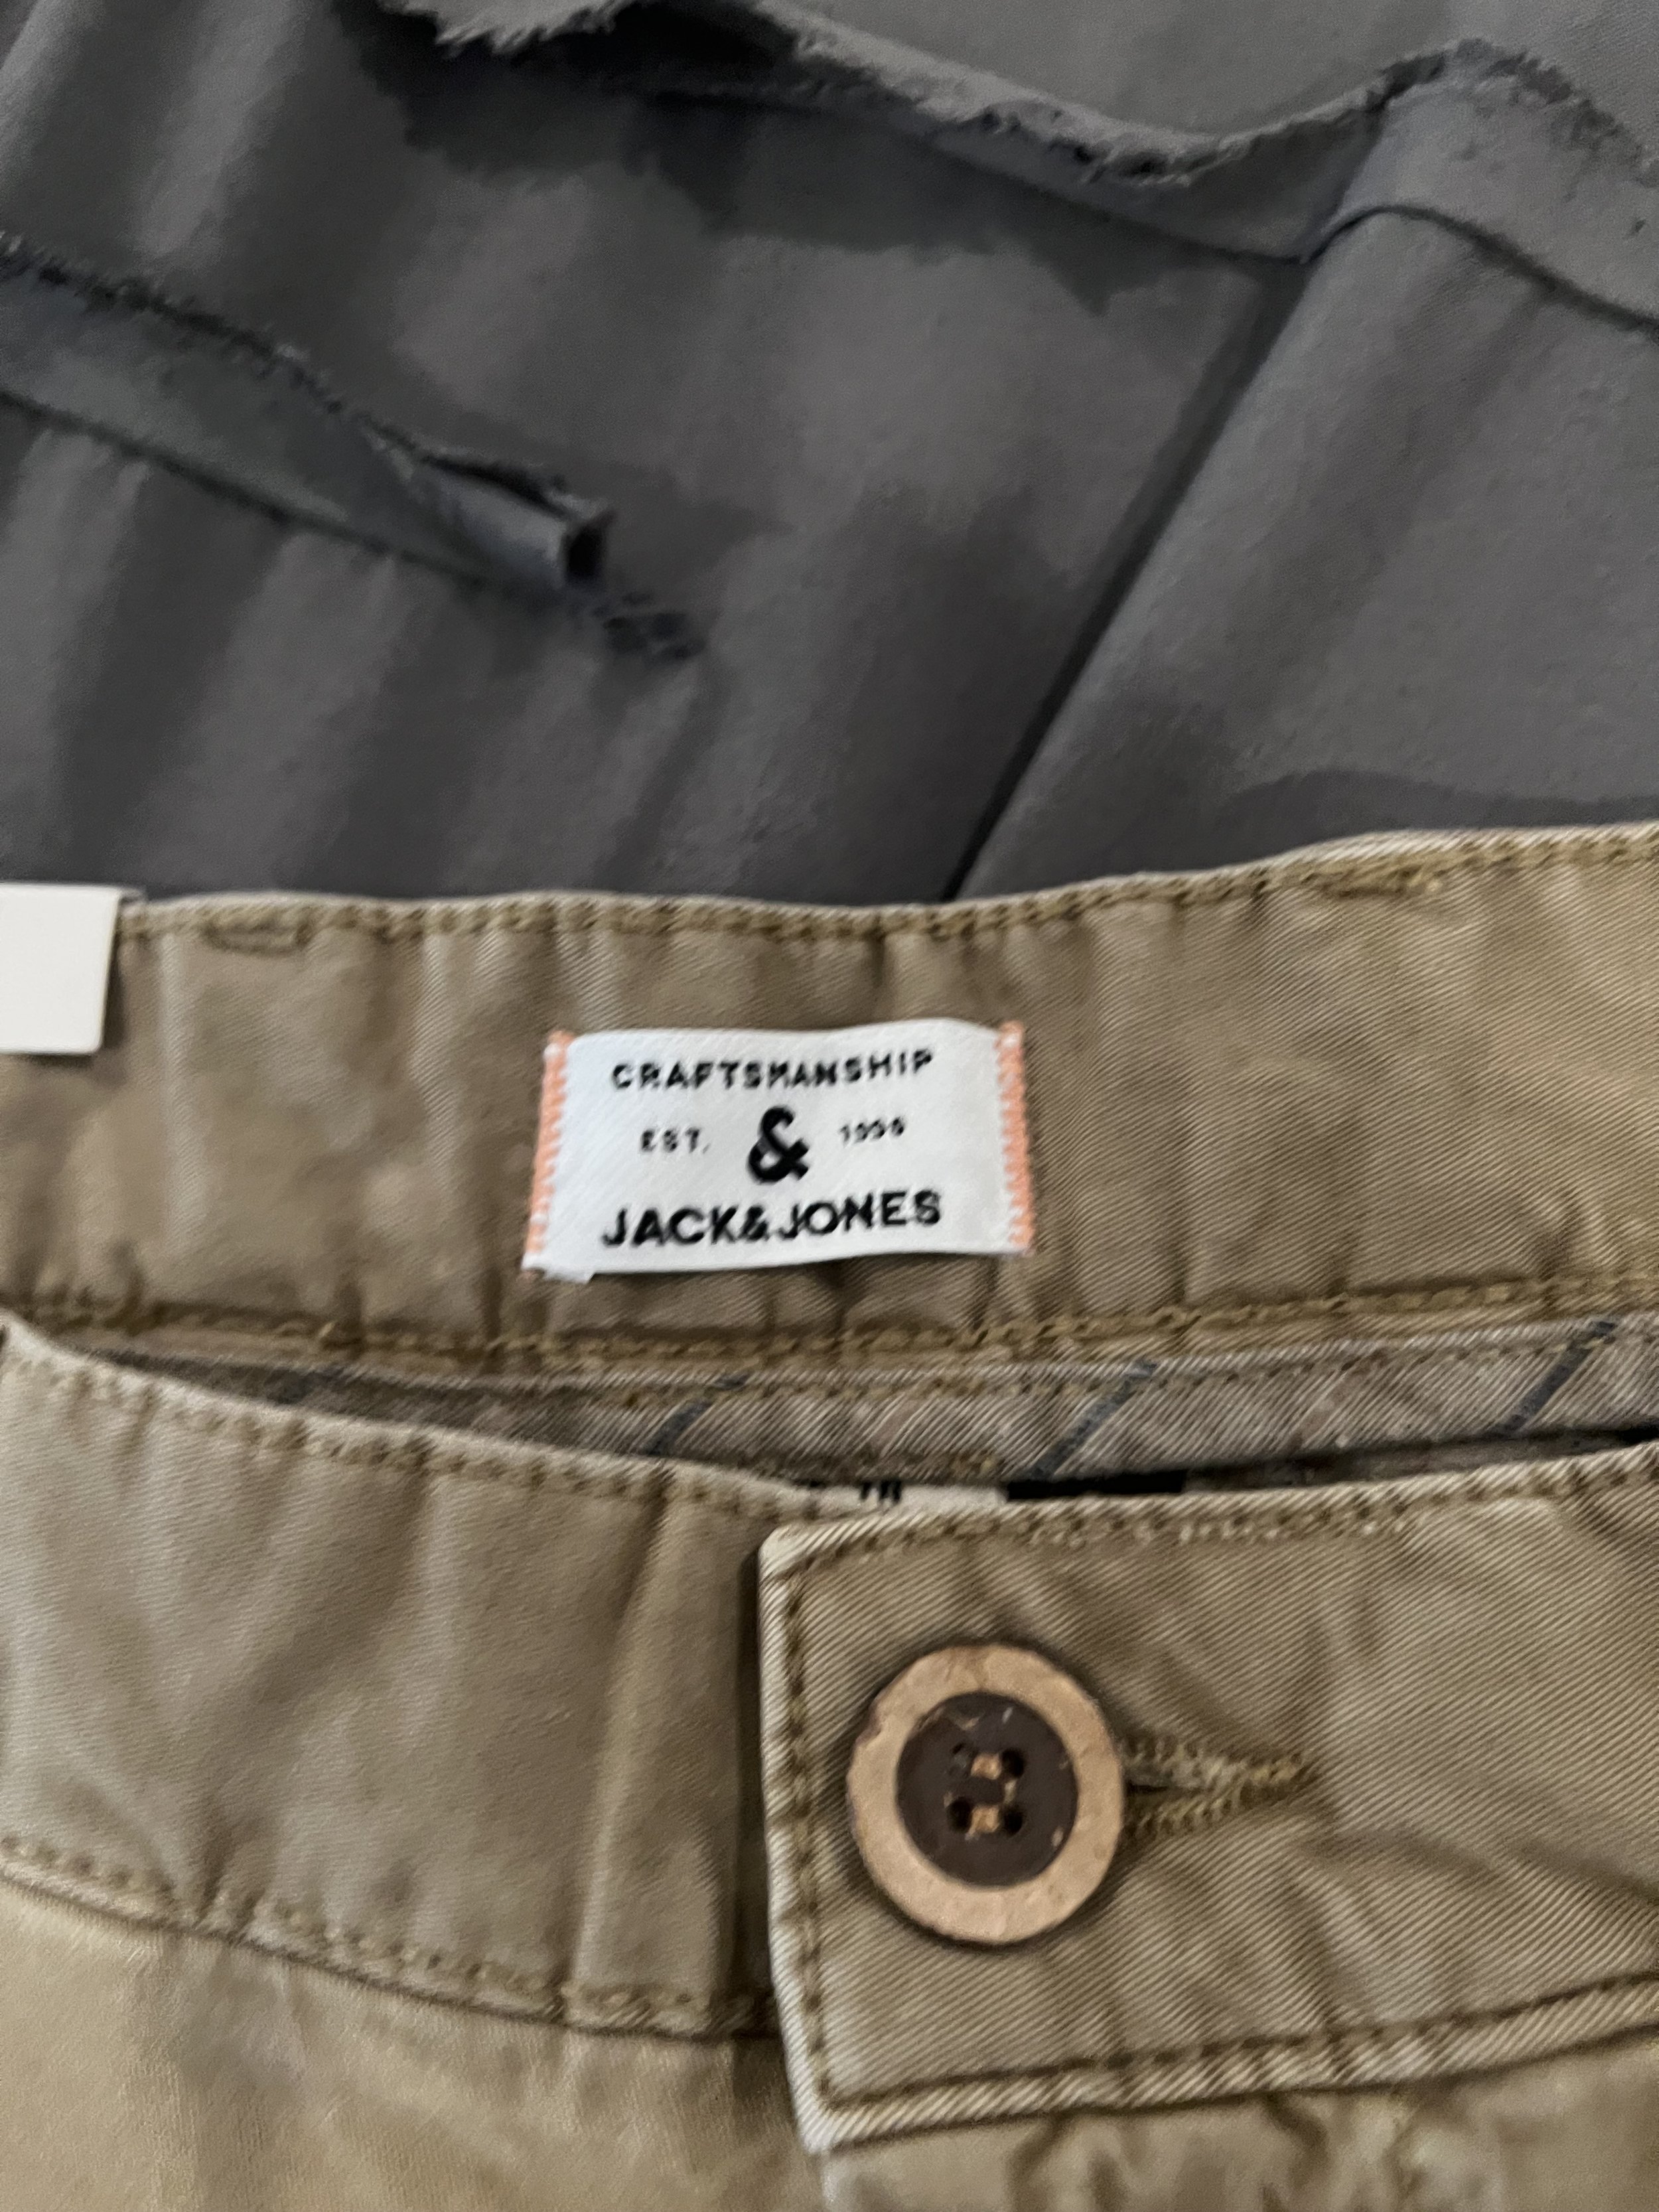 CRAFTSMANSHIP
EST. & 1990
JACK&JONES